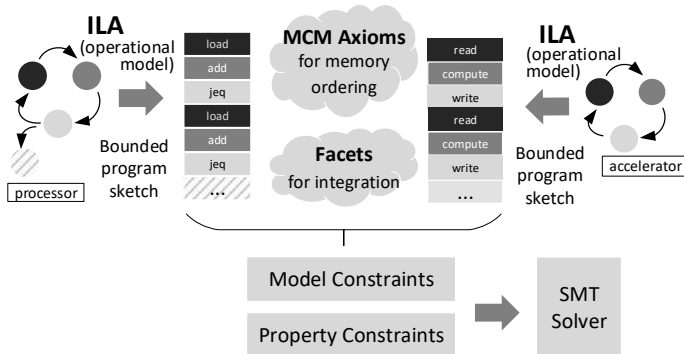 ILA
(operational
model)
processor
Bounded
program
sketch
load
add
jeq
load
add
jeq
...
MCM Axioms
for memory
ordering
Facets
for integration
read
compute
write
read
compute
write
...
ILA
(operational
model)
Bounded
program
sketch
accelerator
Model Constraints
Property Constraints
SMT
Solver